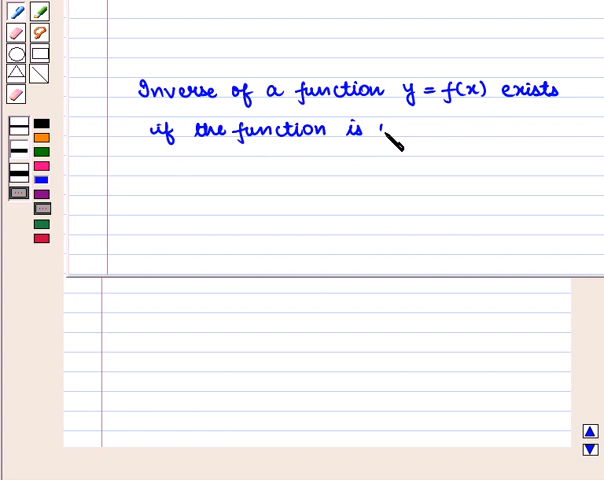 Inverse of a function y = f(x) exists
if the function is